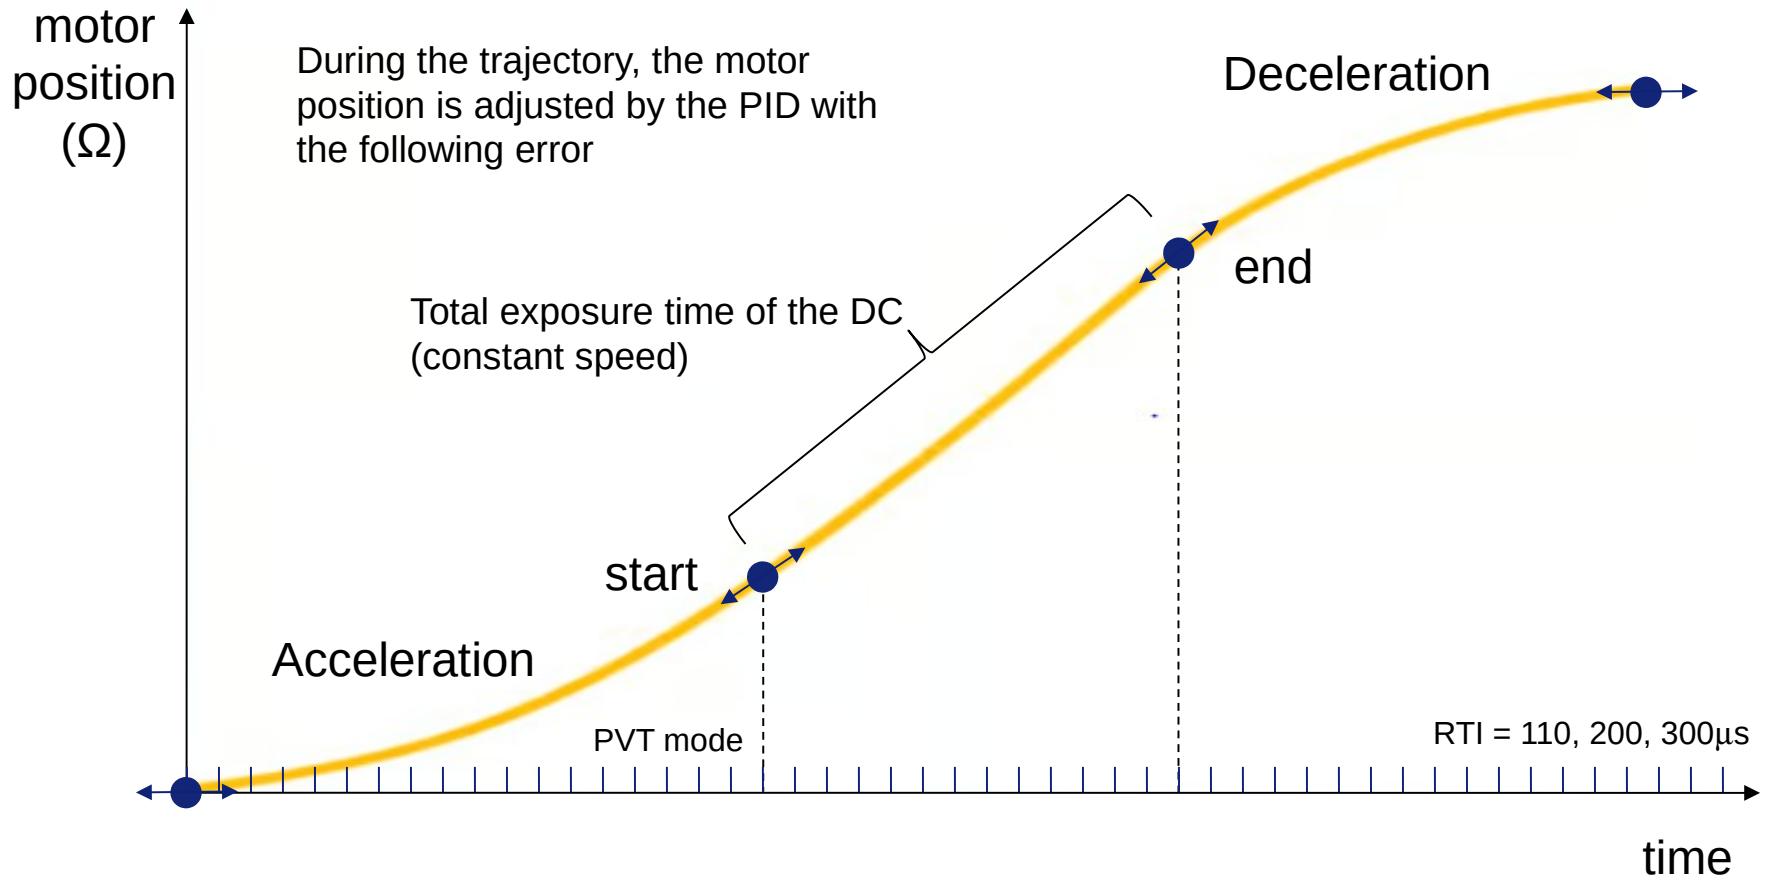 motor
position
(Ω)
During the trajectory, the motor
position is adjusted by the PID with
the following error
Deceleration
end
Total exposure time of the DC
(constant speed)
start
Acceleration
PVT mode
RTI = 110, 200, 300μs
time